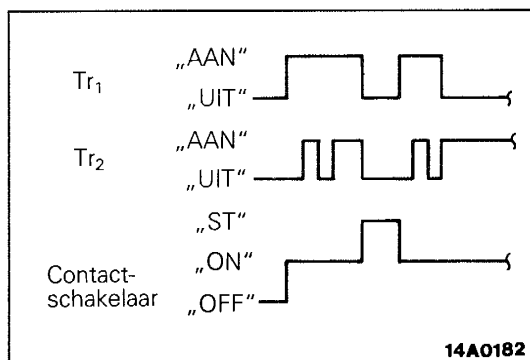 Tr₁
„AAN“
„UIT“
Tr₂
„AAN“
„UIT“
Contact-
schakelaar
„ST“
„ON“
„OFF“
14A0182